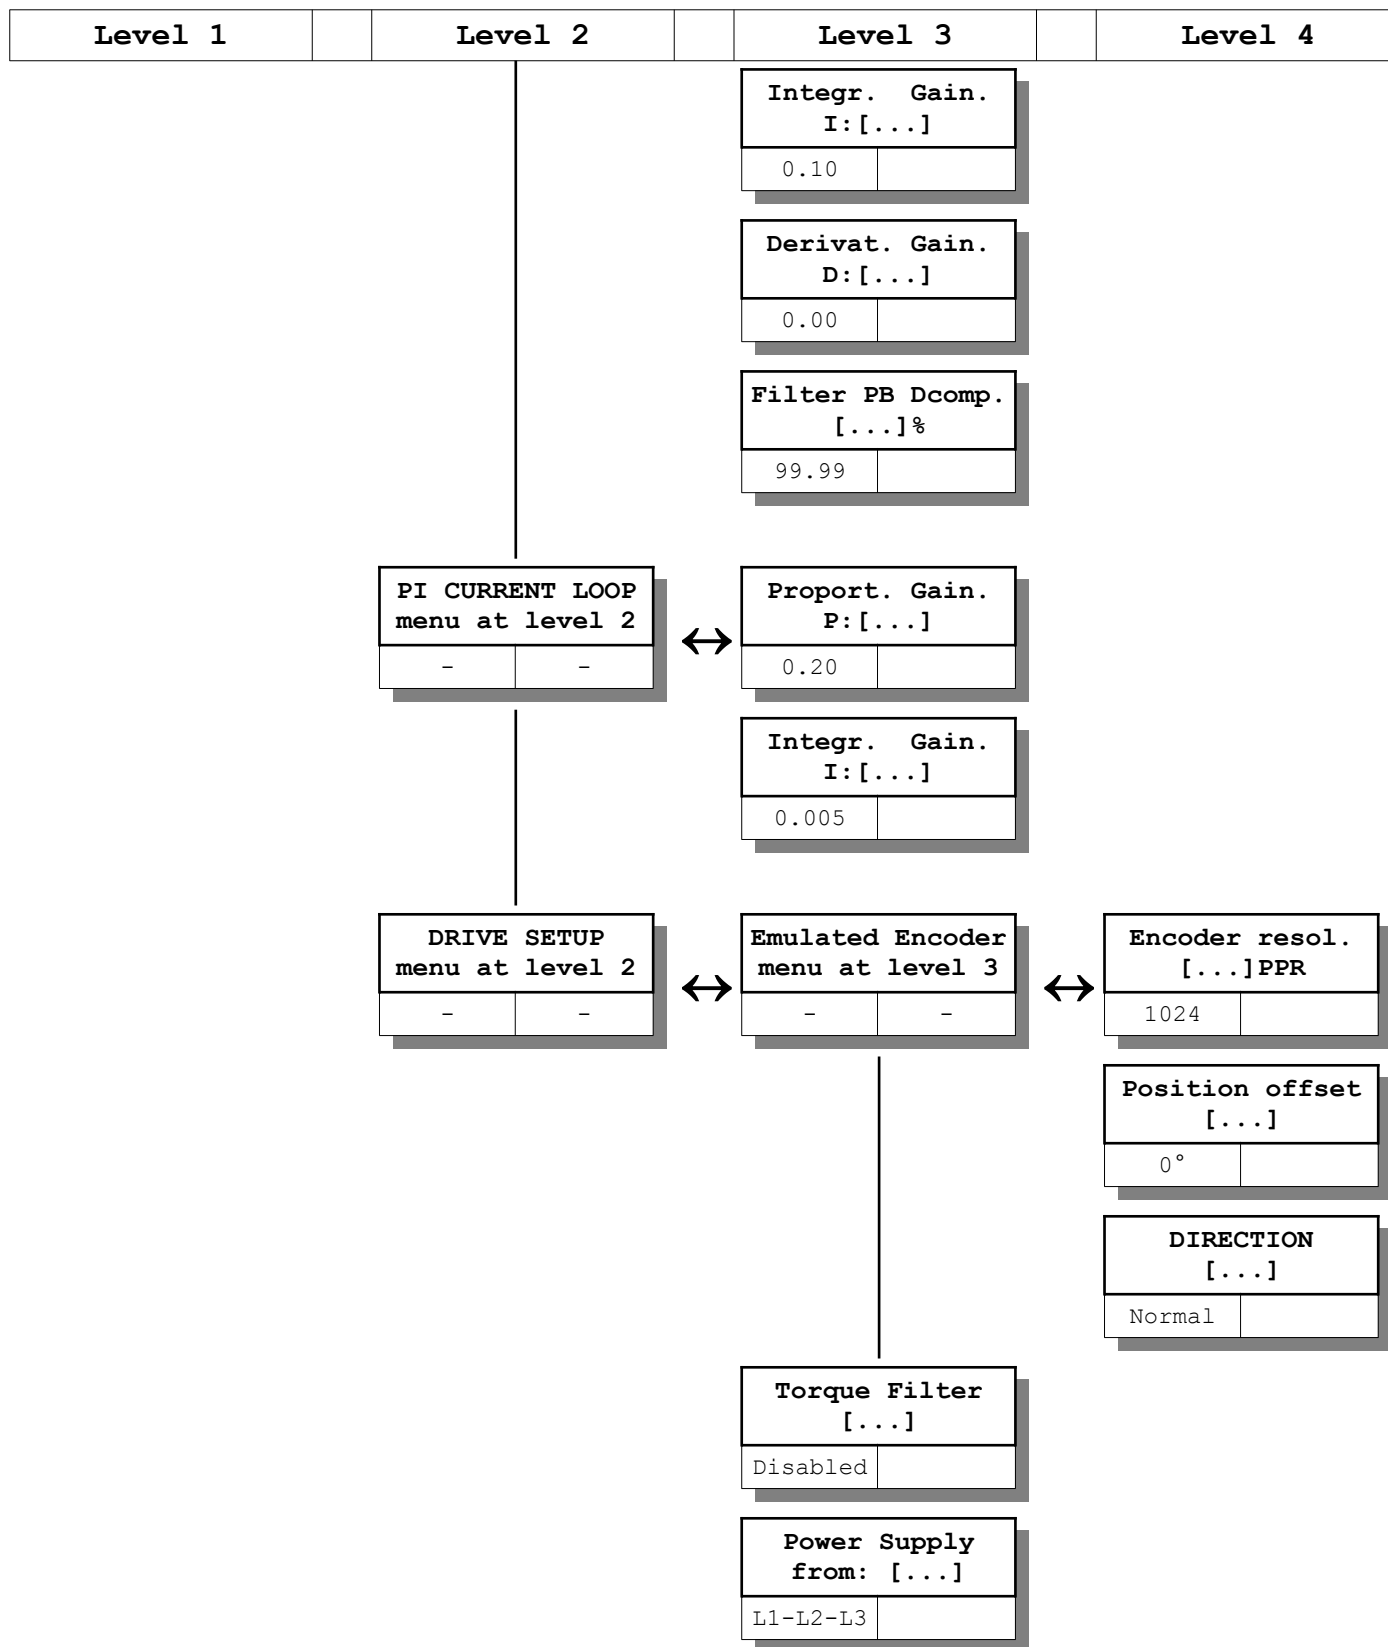 Level 1 Level 2 Level 3 Level 4
Integr.  Gain.
I:[...]
0.10
Derivat. Gain.
D:[...]
0.00
Filter PB Dcomp.
[...]%
99.99
PI CURRENT LOOP
menu at level 2
- -
Proport. Gain.
P:[...]
0.20
Integr.  Gain.
I:[...]
0.005
DRIVE SETUP
menu at level 2
- -
Emulated Encoder
menu at level 3
- -
Encoder resol.
[...]PPR
1024
Position offset
[...]
0°
DIRECTION
[...]
Normal
Torque Filter
[...]
Disabled
Power Supply
from: [...]
L1-L2-L3